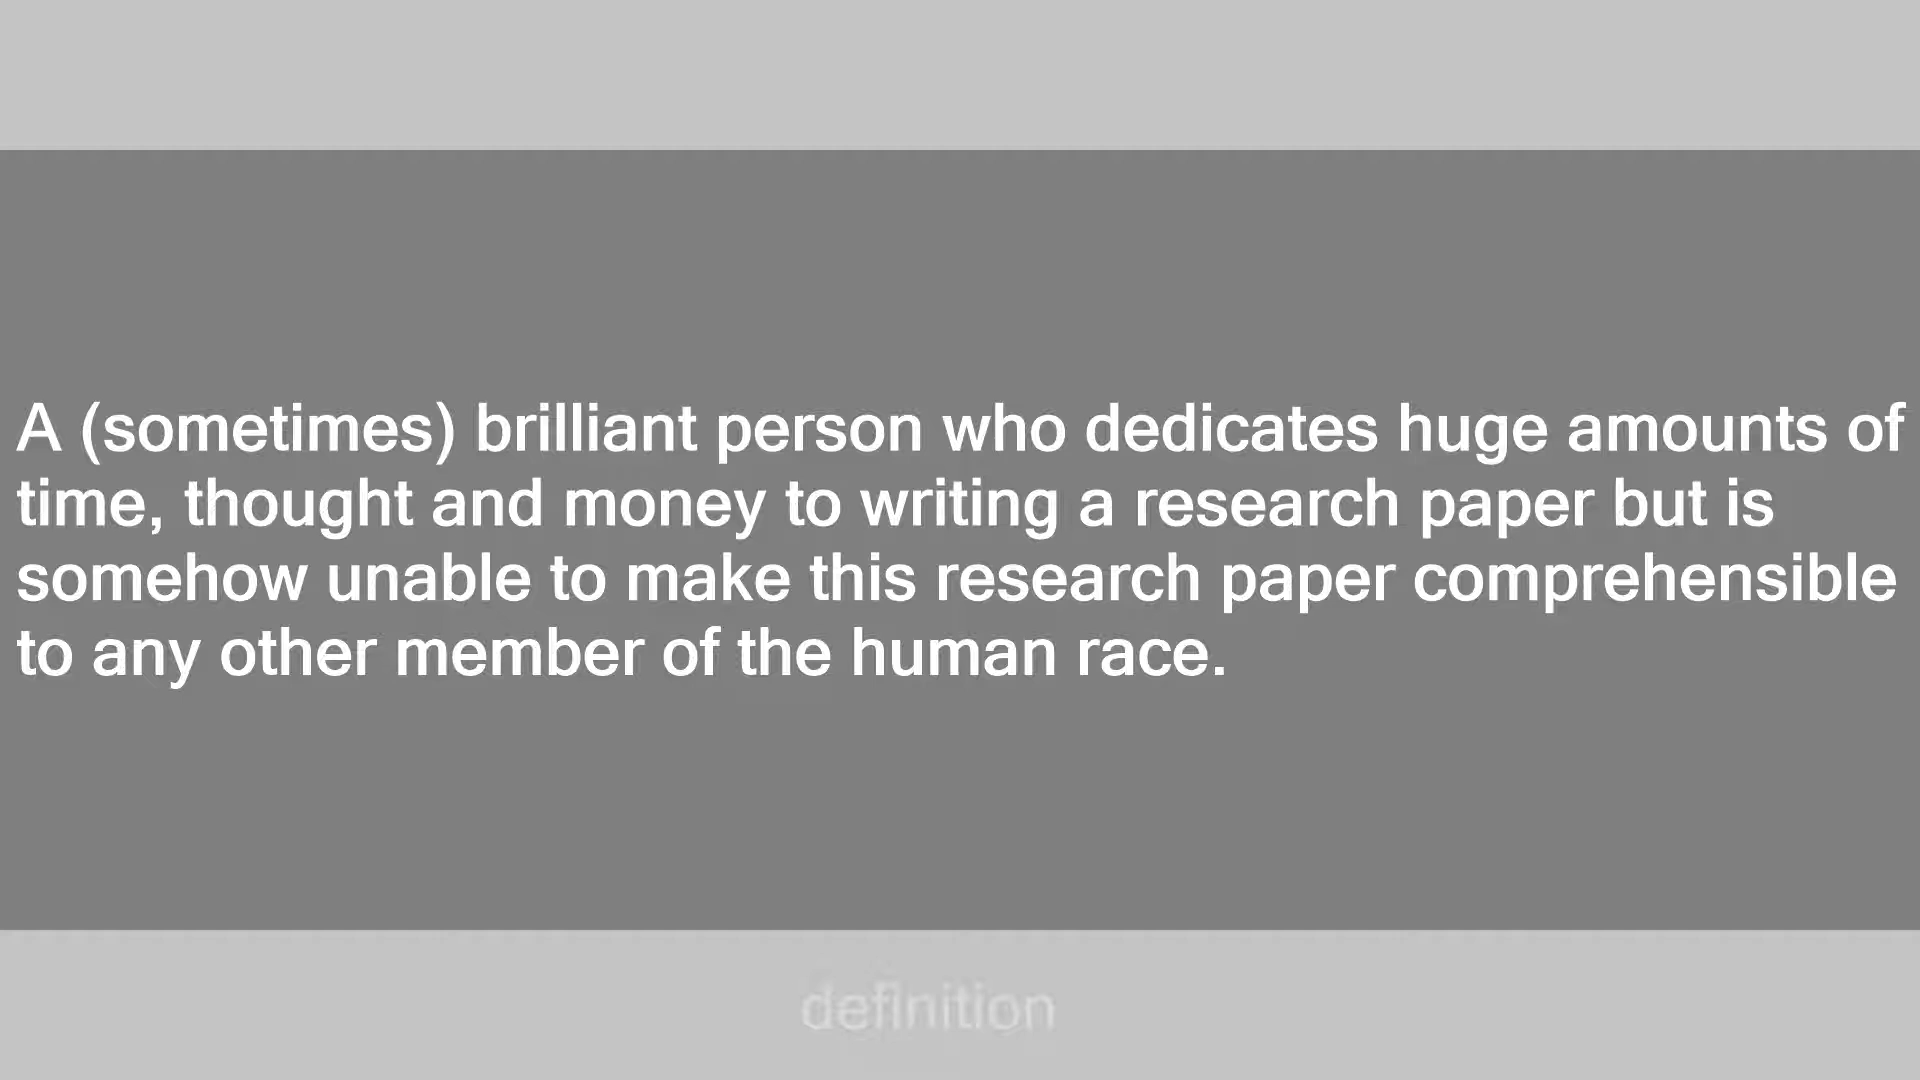 A (sometimes) brilliant person who dedicates huge amounts of
time, thought and money to writing a research paper but is
somehow unable to make this research paper comprehensible
to any other member of the human race.
definition